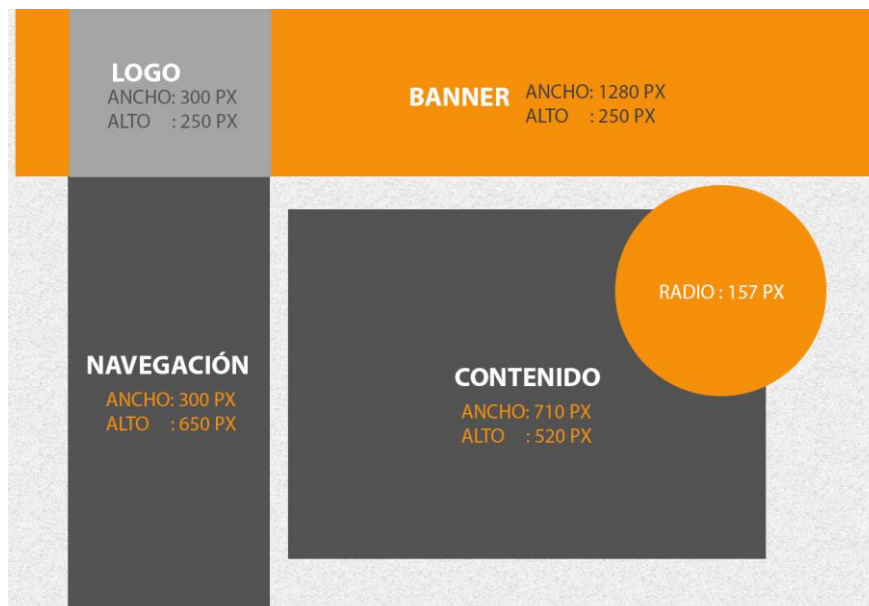 LOGO
ANCHO: 300 PX
ALTO : 250 PX
BANNER
ANCHO: 1280 PX
ALTO : 250 PX
RADIO : 157 PX
NAVEGACIÓN
ANCHO: 300 PX
ALTO : 650 PX
CONTENIDO
ANCHO: 710 PX
ALTO : 520 PX